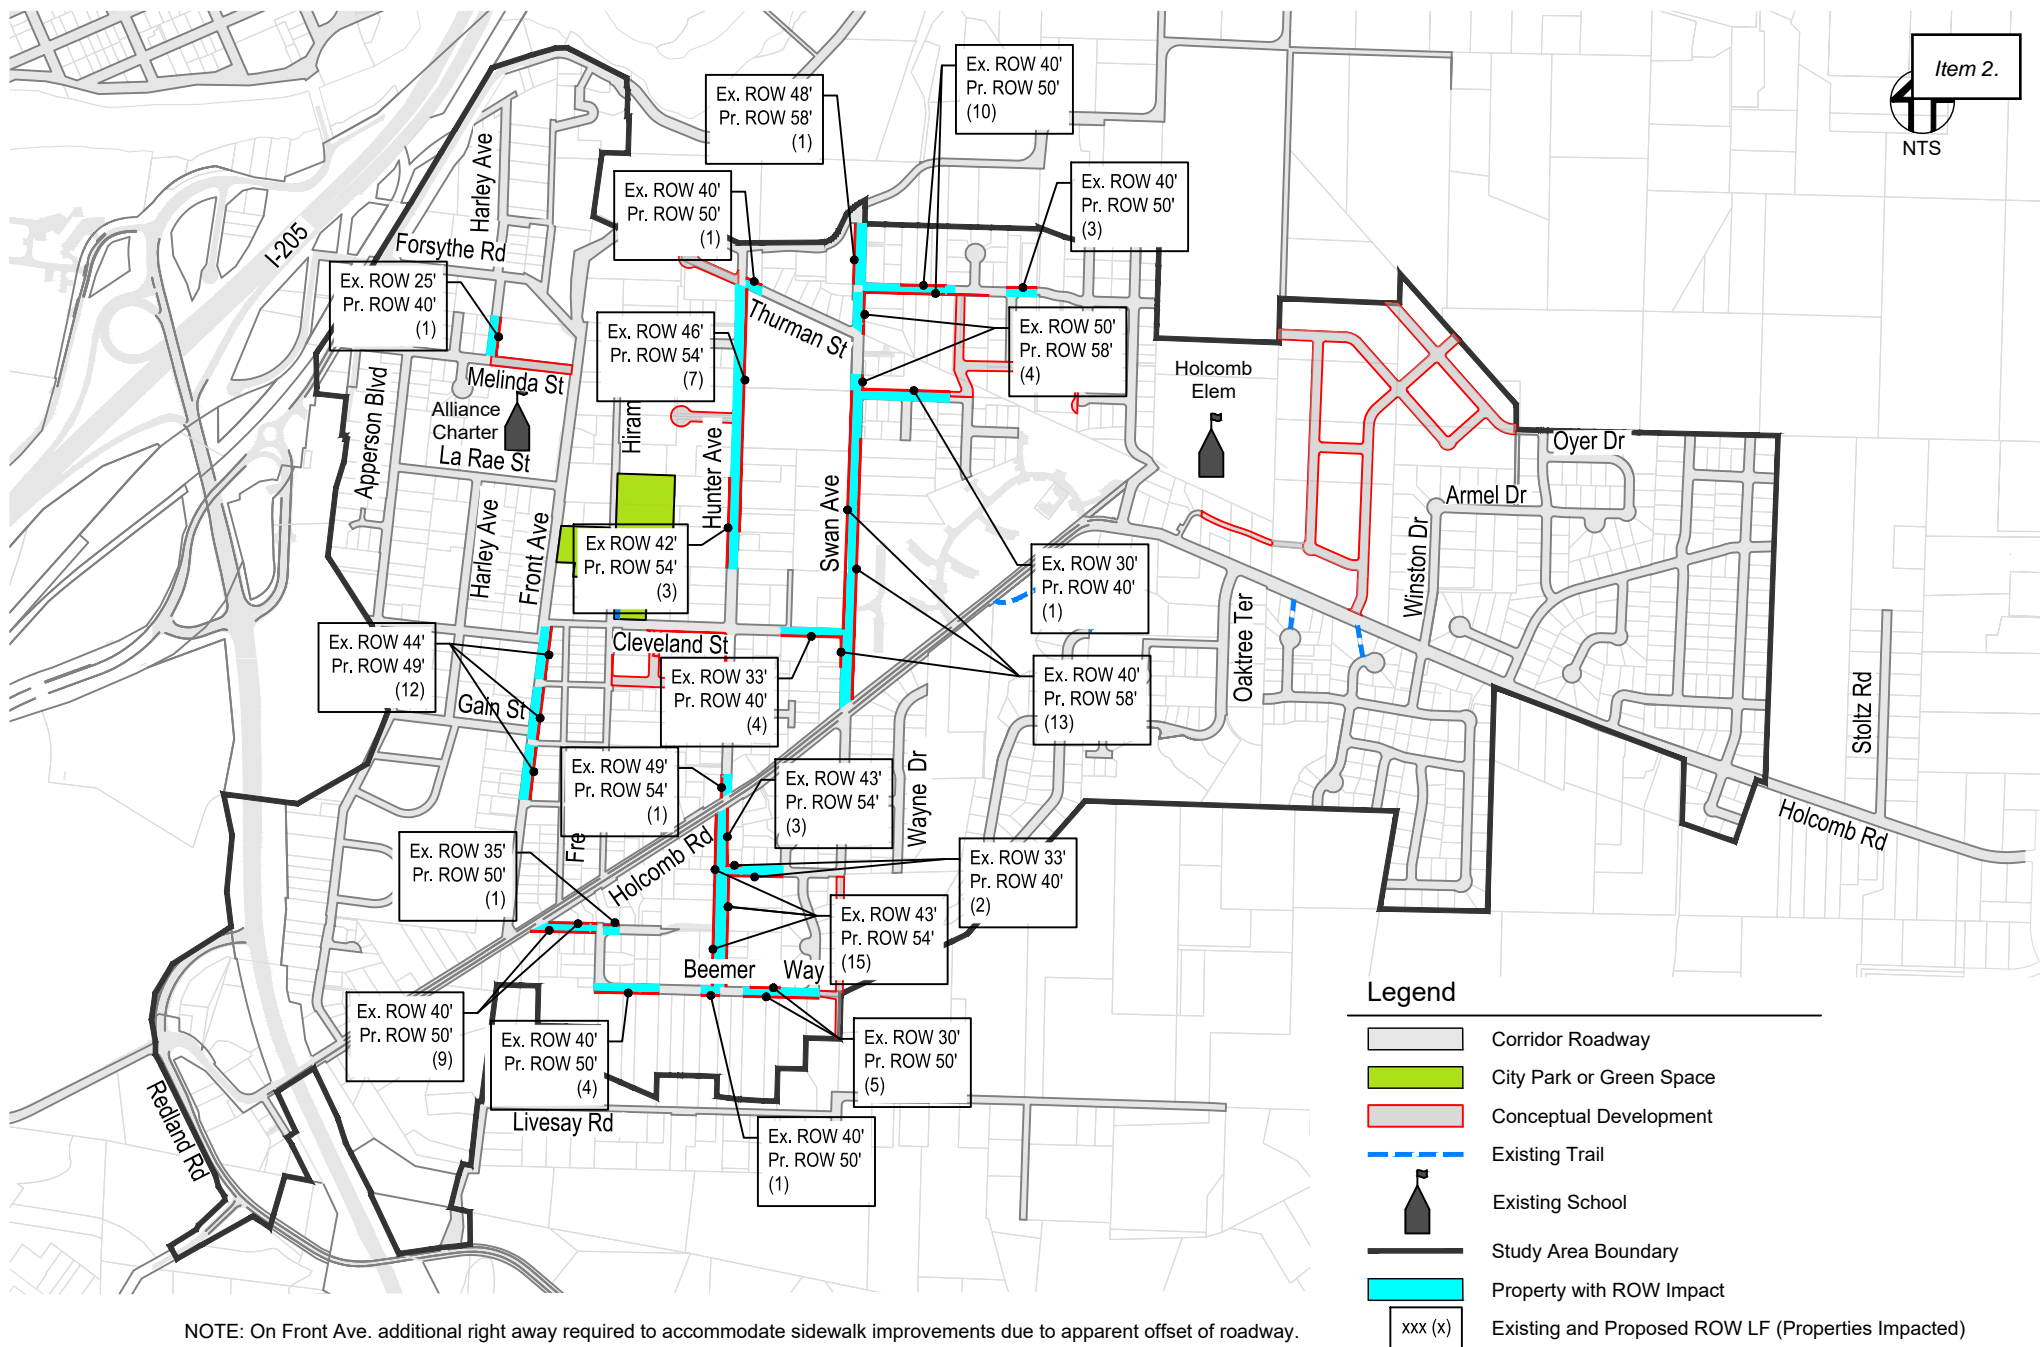 Item 2.
NTS
Ex. ROW 40'
Pr. ROW 50'
(10)
Ex. ROW 48'
Pr. ROW 58'
(1)
Ex. ROW 40'
Pr. ROW 50'
(1)
Ex. ROW 40'
Pr. ROW 50'
(3)
Harley Ave
I-205
Forsythe Rd
Ex. ROW 25'
Pr. ROW 40'
(1)
Ex. ROW 46'
Pr. ROW 54'
(7)
Thurman St
Ex. ROW 50'
Pr. ROW 58'
(4)
Melinda St
Alliance
Charter
La Rae St
Apperson Blvd
Hiram
Hunter Ave
Swan Ave
Holcomb
Elem
Oyer Dr
Armel Dr
Winston Dr
Harley Ave
Front Ave
Ex ROW 42'
Pr. ROW 54'
(3)
Ex. ROW 30'
Pr. ROW 40'
(1)
Cleveland St
Ex. ROW 44'
Pr. ROW 49'
(12)
Gain St
Ex. ROW 33'
Pr. ROW 40'
(4)
Ex. ROW 40'
Pr. ROW 58'
(13)
Oaktree Ter
Stoltz Rd
Ex. ROW 49'
Pr. ROW 54'
(1)
Ex. ROW 43'
Pr. ROW 54'
(3)
Wayne Dr
Holcomb Rd
Fre
Holcomb Rd
Ex. ROW 35'
Pr. ROW 50'
(1)
Ex. ROW 33'
Pr. ROW 40'
(2)
Ex. ROW 43'
Pr. ROW 54'
(15)
Beemer Way
Ex. ROW 40'
Pr. ROW 50'
(9)
Ex. ROW 40'
Pr. ROW 50'
(4)
Ex. ROW 30'
Pr. ROW 50'
(5)
Redland Rd
Livesay Rd
Ex. ROW 40'
Pr. ROW 50'
(1)
Legend
Corridor Roadway
City Park or Green Space
Conceptual Development
Existing Trail
Existing School
Study Area Boundary
Property with ROW Impact
xxx (x) Existing and Proposed ROW LF (Properties Impacted)
NOTE: On Front Ave. additional right away required to accommodate sidewalk improvements due to apparent offset of roadway.